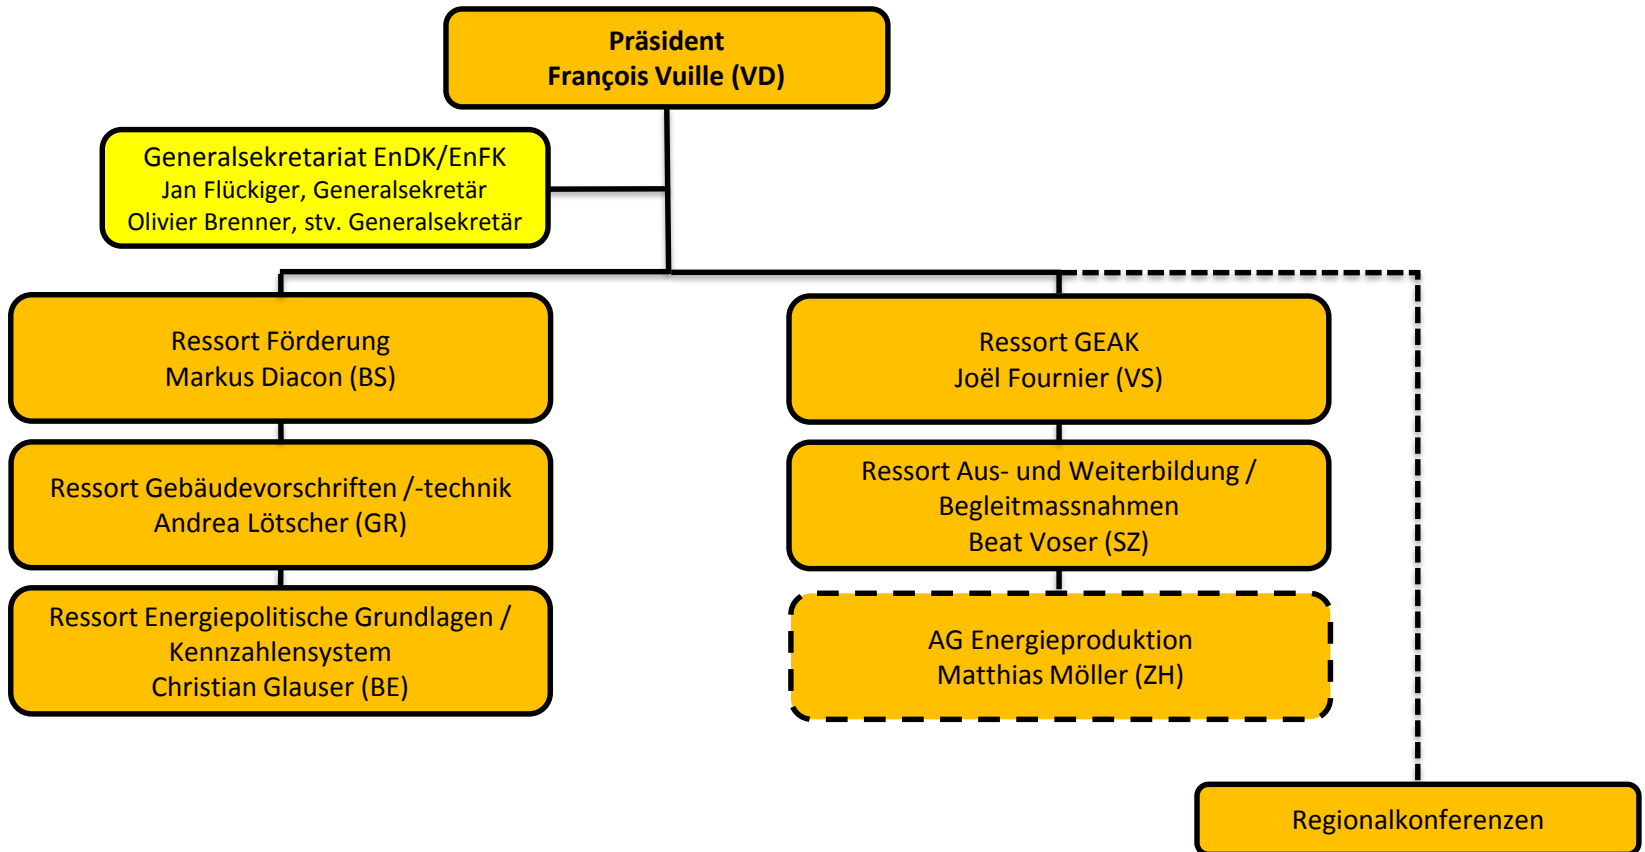 Präsident
François Vuille (VD)
Generalsekretariat EnDK/EnFK
Jan Flückiger, Generalsekretär
Olivier Brenner, stv. Generalsekretär
Ressort Förderung
Markus Diacon (BS)
Ressort Gebäudevorschriften /-technik
Andrea Lötscher (GR)
Ressort Energiepolitische Grundlagen /
Kennzahlensystem
Christian Glauser (BE)
Ressort GEAK
Joël Fournier (VS)
Ressort Aus- und Weiterbildung /
Begleitmassnahmen
Beat Voser (SZ)
AG Energieproduktion
Matthias Möller (ZH)
Regionalkonferenzen